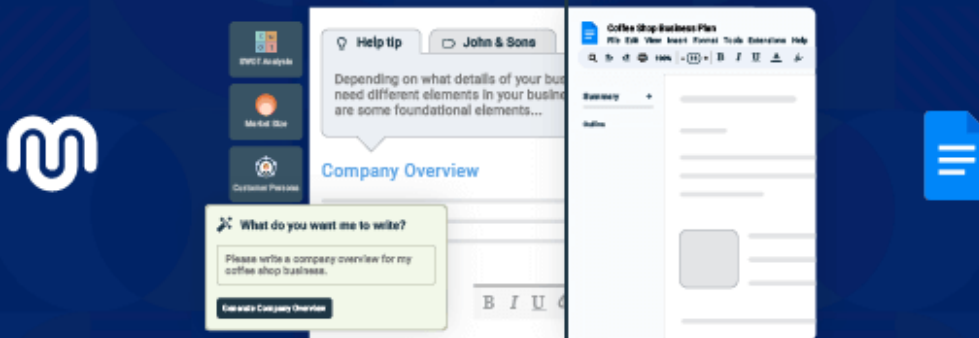 SWOT Analysis
Market Size
Customer Persona
Help tip
John & Sons
Depending on what details of your bus
need different elements in your busine
are some foundational elements...
Company Overview
What do you want me to write?
Please write a company overview for my
coffee shop business.
Generate Company Overview
B I U
Coffee Shop Business Plan
File Edit View Insert Format Tools Extensions Help
100%
B I U A
Summary +
Outline